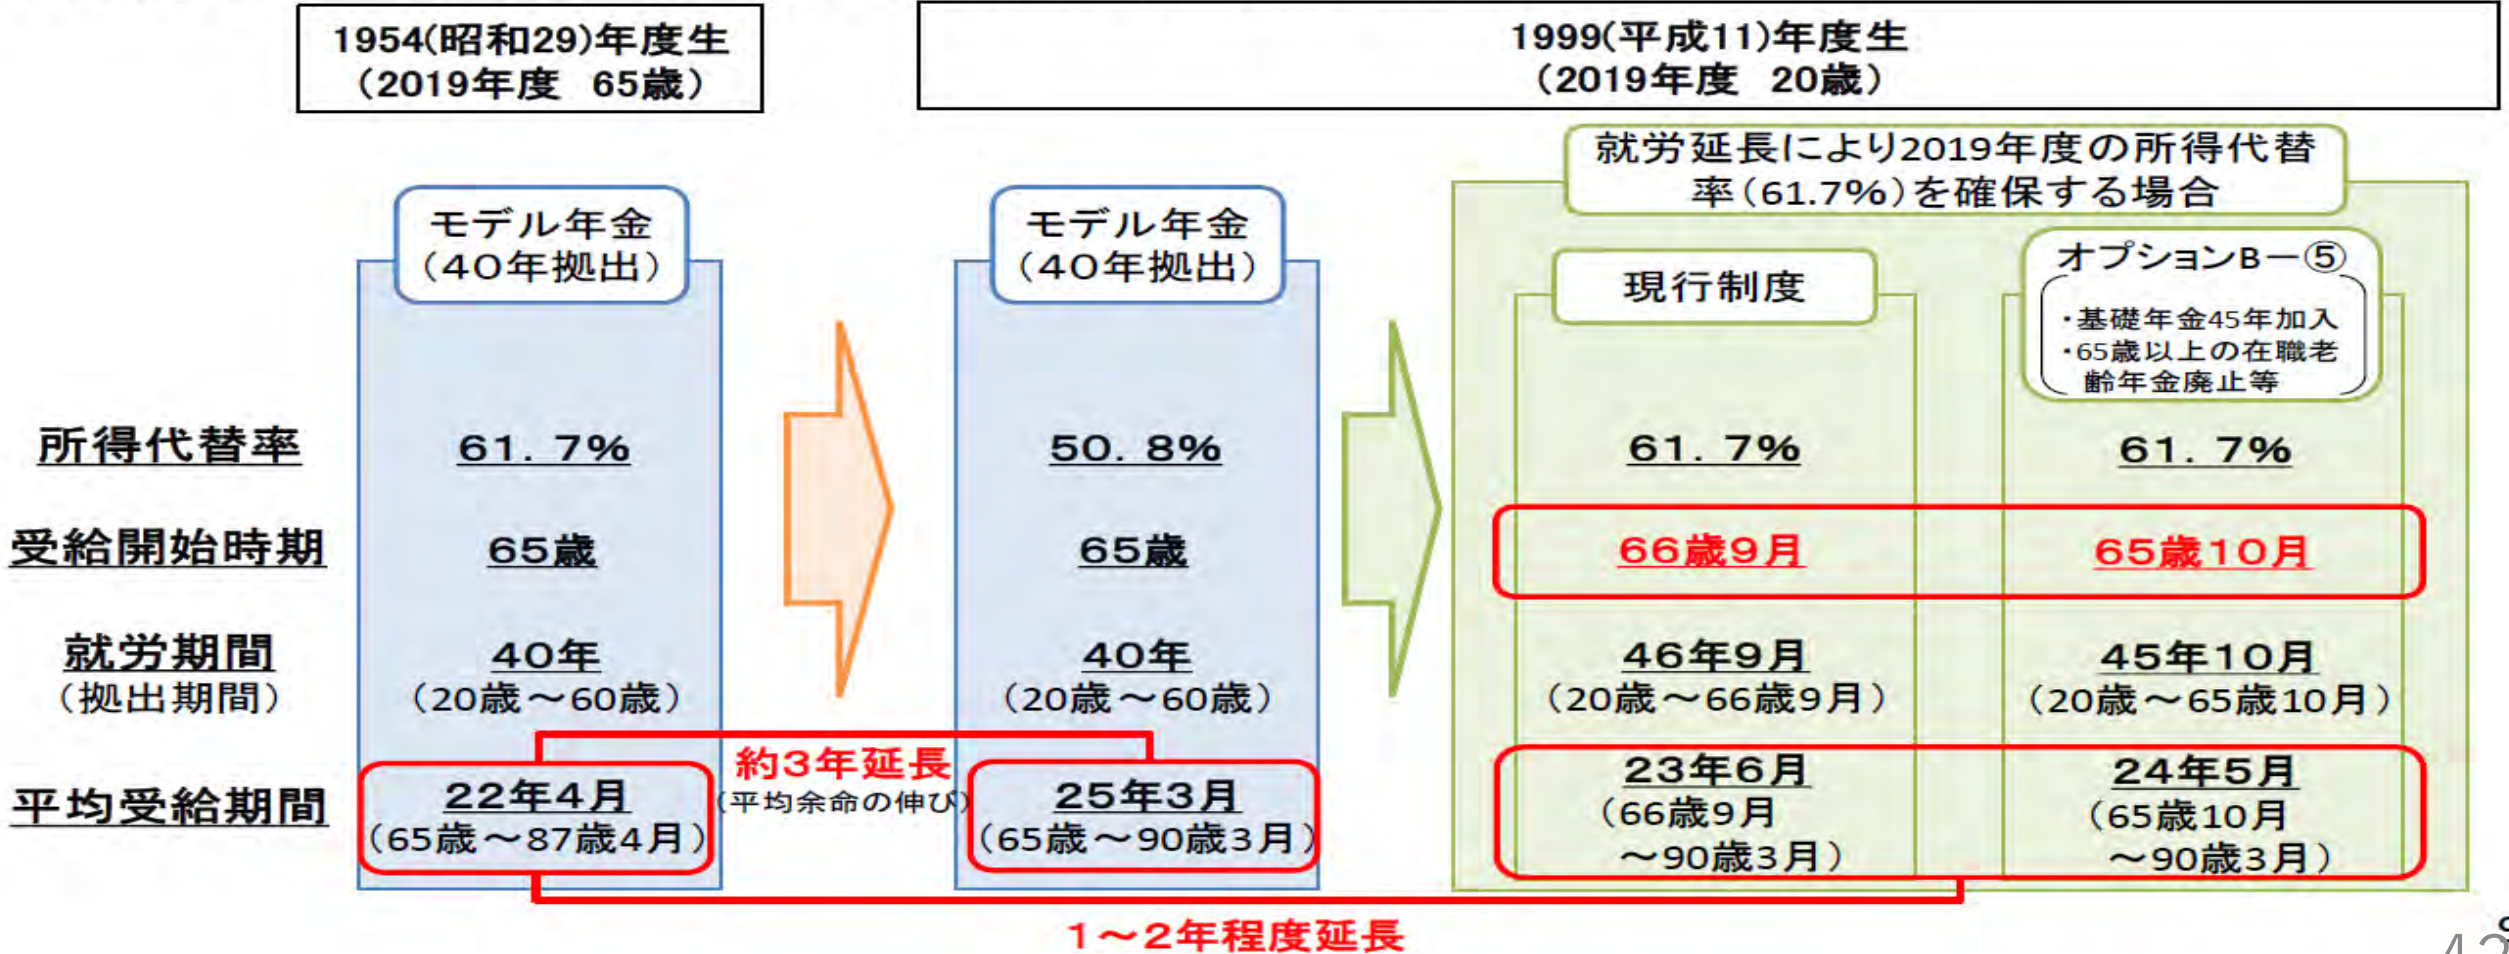 1954(昭和29)年度生
（2019年度　65歳）
1999(平成11)年度生
（2019年度　20歳）
就労延長により2019年度の所得代替
率（61.7%）を確保する場合
モデル年金
（40年拠出）
モデル年金
（40年拠出）
現行制度
オプションB－⑤
・基礎年金45年加入
・65歳以上の在職老
齢年金廃止等
所得代替率
61．7%
50．8%
61．7%
61．7%
受給開始時期
65歳
65歳
66歳9月
65歳10月
就労期間
（拠出期間）
40年
（20歳～60歳）
40年
（20歳～60歳）
46年9月
（20歳～66歳9月）
45年10月
（20歳～65歳10月）
約3年延長
（平均余命の伸び）
平均受給期間
22年4月
（65歳～87歳4月）
25年3月
（65歳～90歳3月）
23年6月
（66歳9月
～90歳3月）
24年5月
（65歳10月
～90歳3月）
1～2年程度延長